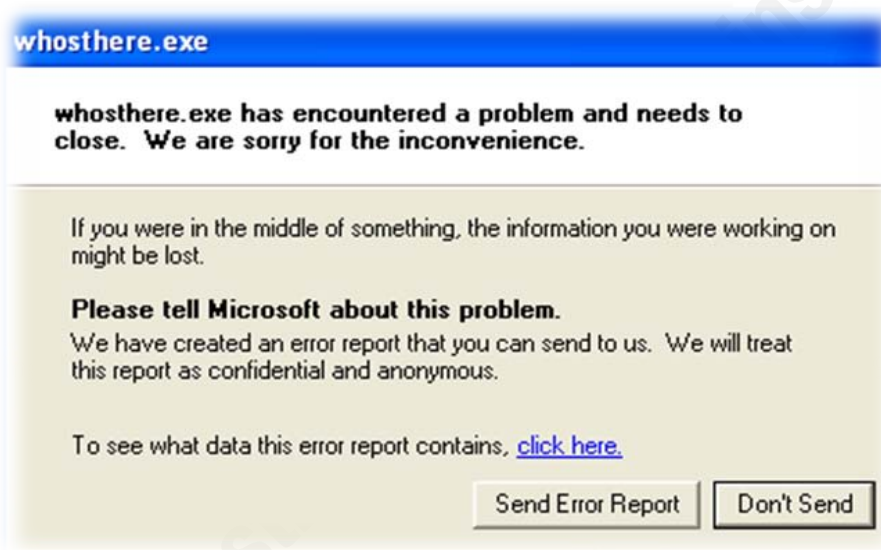 whosthere.exe
whosthere.exe has encountered a problem and needs to
close.  We are sorry for the inconvenience.
If you were in the middle of something, the information you were working on
might be lost.
Please tell Microsoft about this problem.
We have created an error report that you can send to us.  We will treat
this report as confidential and anonymous.
To see what data this error report contains, click here.
Send Error Report
Don't Send